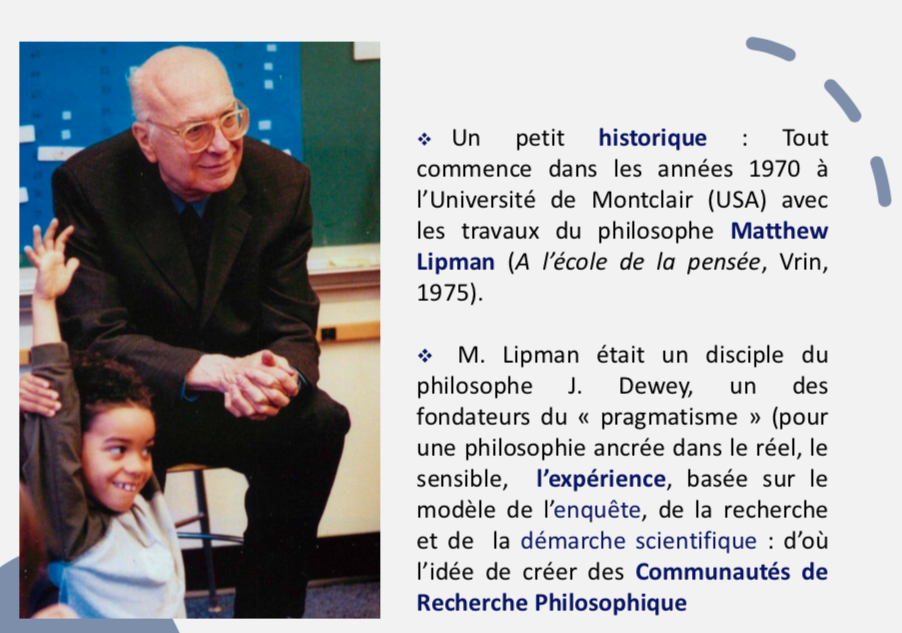 ❖ Un petit historique : Tout
commence dans les années 1970 à
l’Université de Montclair (USA) avec
les travaux du philosophe Matthew
Lipman (A l’école de la pensée, Vrin,
1975).
❖ M. Lipman était un disciple du
philosophe J. Dewey, un des
fondateurs du « pragmatisme » (pour
une philosophie ancrée dans le réel, le
sensible, l’expérience, basée sur le
modèle de l’enquête, de la recherche
et de la démarche scientifique : d’où
l’idée de créer des Communautés de
Recherche Philosophique